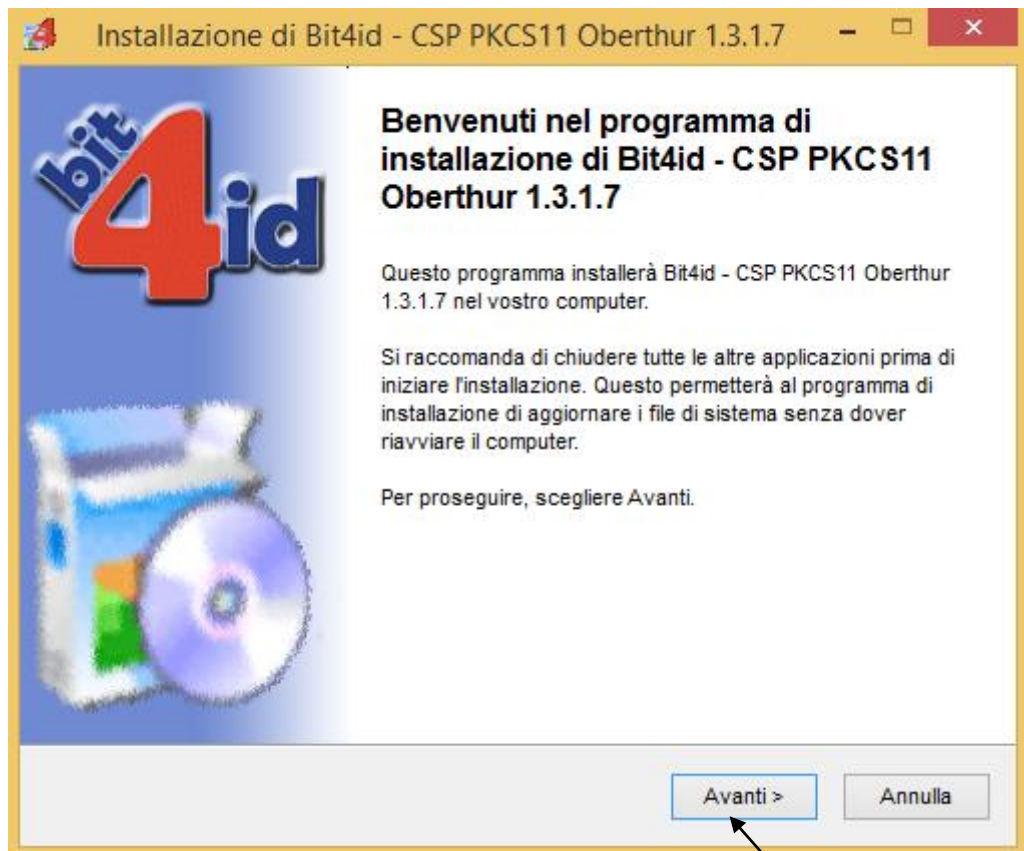 Installazione di Bit4id - CSP PKCS11 Oberthur 1.3.1.7
bit
4id
Benvenuti nel programma di
installazione di Bit4id - CSP PKCS11
Oberthur 1.3.1.7
Questo programma installerà Bit4id - CSP PKCS11 Oberthur
1.3.1.7 nel vostro computer.
Si raccomanda di chiudere tutte le altre applicazioni prima di
iniziare l'installazione. Questo permetterà al programma di
installazione di aggiornare i file di sistema senza dover
riavviare il computer.
Per proseguire, scegliere Avanti.
Avanti >
Annulla